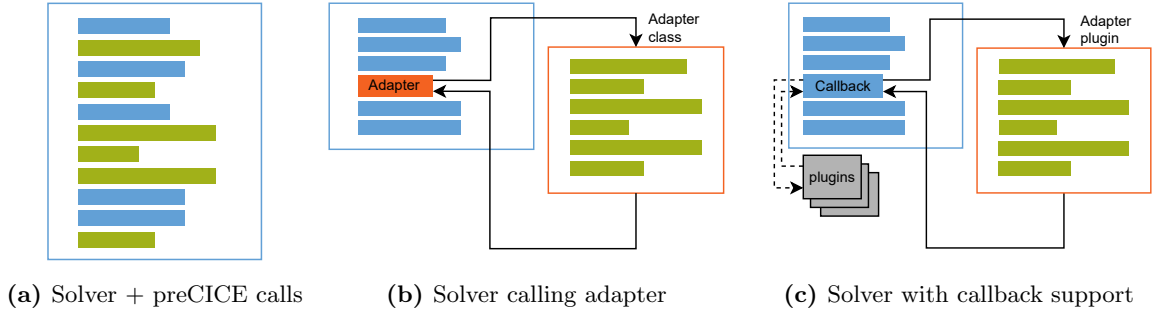 Adapter
class
Adapter
Adapter
plugin
Callback
plugins
(a) Solver + preCICE calls
(b) Solver calling adapter
(c) Solver with callback support